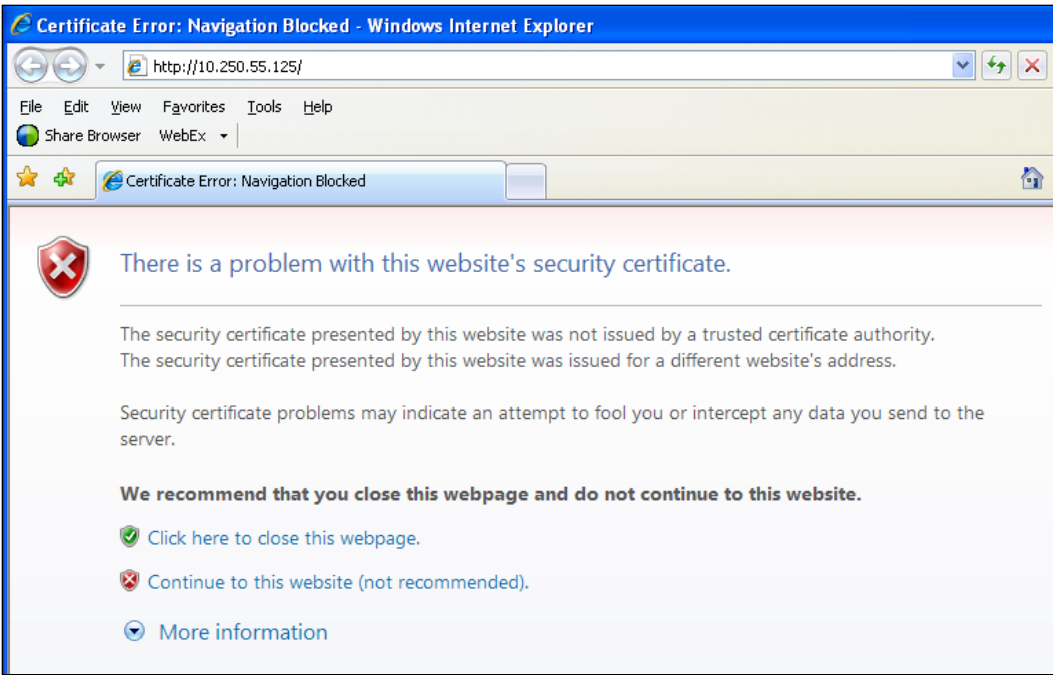 Certificate Error: Navigation Blocked - Windows Internet Explorer
http://10.250.55.125/
File Edit View Favorites Tools Help
Share Browser WebEx
Certificate Error: Navigation Blocked
There is a problem with this website's security certificate.
The security certificate presented by this website was not issued by a trusted certificate authority.
The security certificate presented by this website was issued for a different website's address.
Security certificate problems may indicate an attempt to fool you or intercept any data you send to the
server.
We recommend that you close this webpage and do not continue to this website.
Click here to close this webpage.
Continue to this website (not recommended).
More information